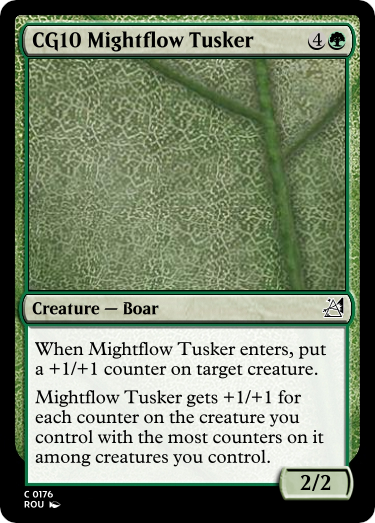 CG10 Mightflow Tusker 4
Creature — Boar
When Mightflow Tusker enters, put
a +1/+1 counter on target creature.
Mightflow Tusker gets +1/+1 for
each counter on the creature you
control with the most counters on it
among creatures you control.
2/2
C 0176
ROU